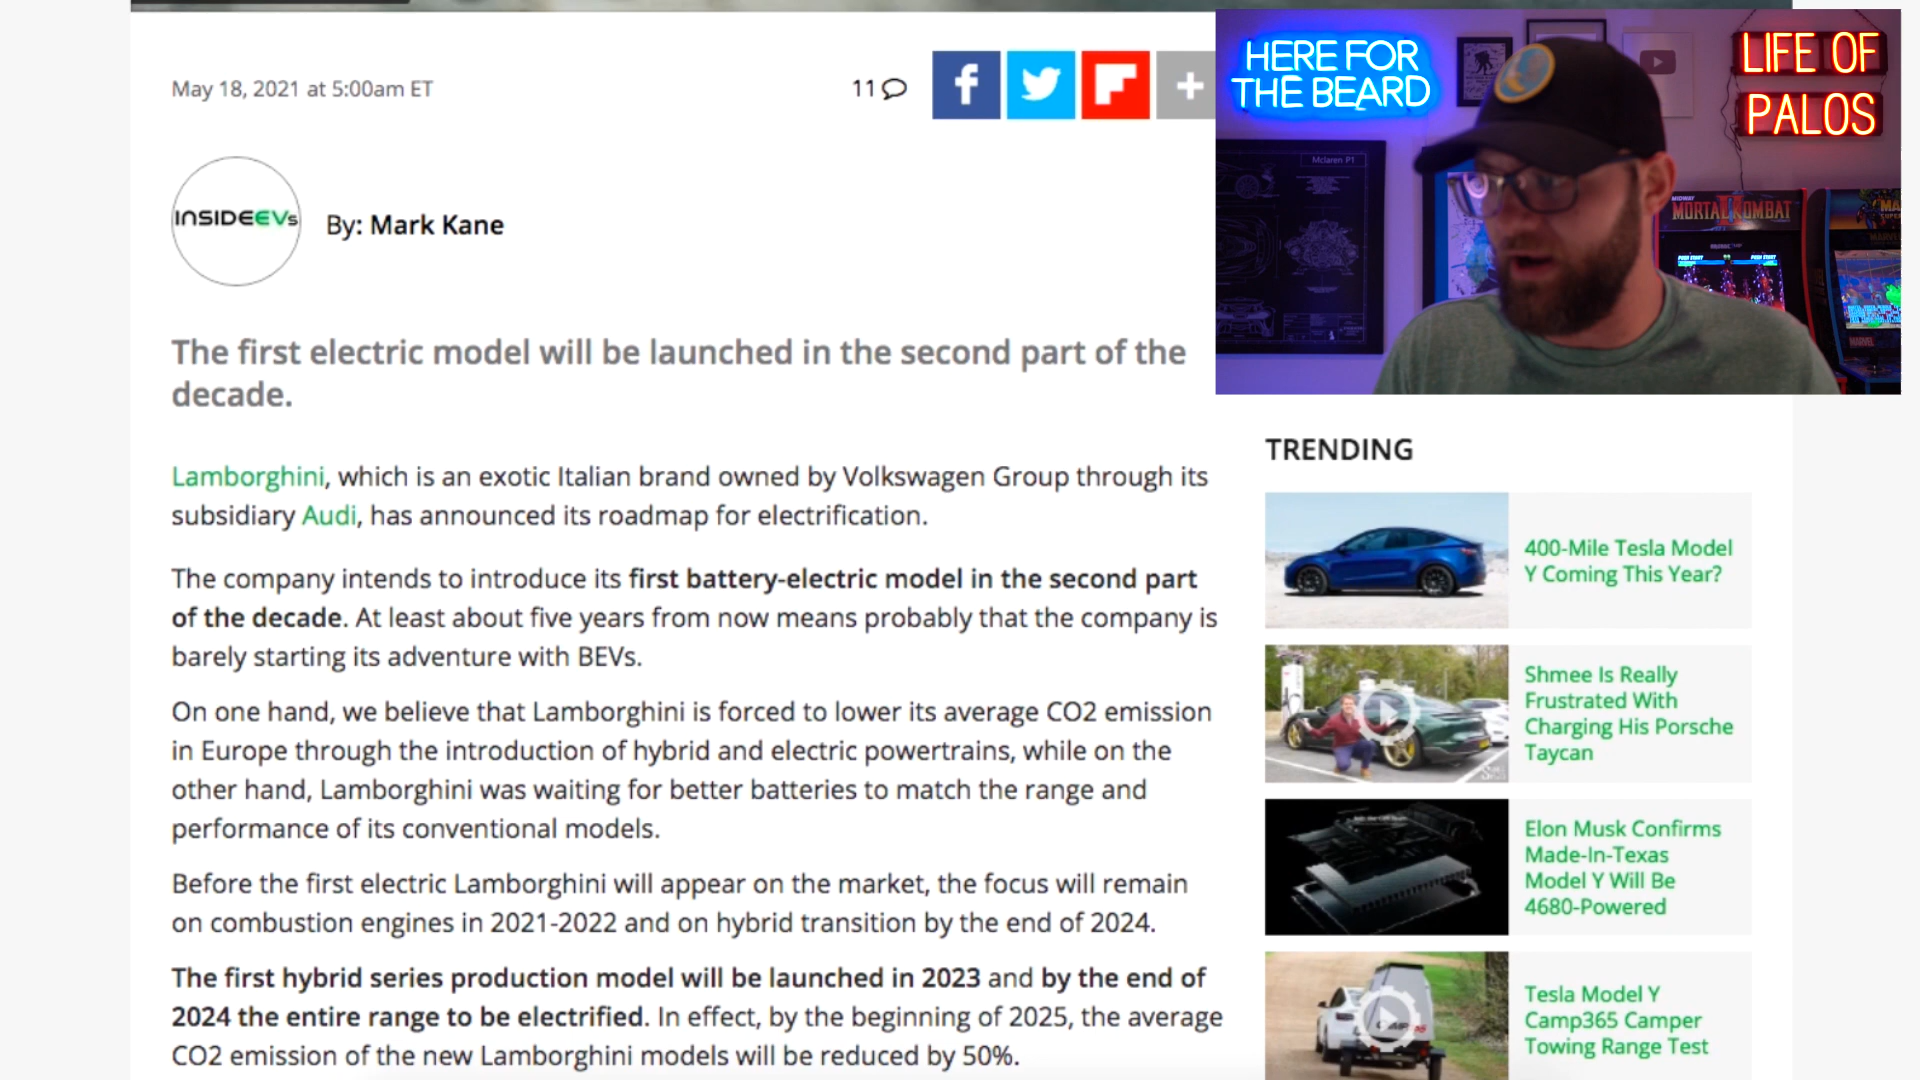 May 18, 2021 at 5:00am ET
11
INSIDEEVs
By: Mark Kane
The first electric model will be launched in the second part of the
decade.
Lamborghini, which is an exotic Italian brand owned by Volkswagen Group through its
subsidiary Audi, has announced its roadmap for electrification.
The company intends to introduce its first battery-electric model in the second part
of the decade. At least about five years from now means probably that the company is
barely starting its adventure with BEVs.
On one hand, we believe that Lamborghini is forced to lower its average CO2 emission
in Europe through the introduction of hybrid and electric powertrains, while on the
other hand, Lamborghini was waiting for better batteries to match the range and
performance of its conventional models.
Before the first electric Lamborghini will appear on the market, the focus will remain
on combustion engines in 2021-2022 and on hybrid transition by the end of 2024.
The first hybrid series production model will be launched in 2023 and by the end of
2024 the entire range to be electrified. In effect, by the beginning of 2025, the average
CO2 emission of the new Lamborghini models will be reduced by 50%.
HERE FOR
THE BEARD
LIFE OF
PALOS
Mclaren P1
MIDWAY
MORTAL KOMBAT
MARVEL
TRENDING
400-Mile Tesla Model
Y Coming This Year?
Shmee Is Really
Frustrated With
Charging His Porsche
Taycan
Elon Musk Confirms
Made-In-Texas
Model Y Will Be
4680-Powered
Tesla Model Y
Camp365 Camper
Towing Range Test